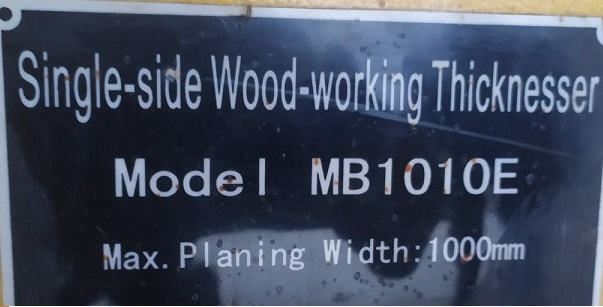 Single-side Wood-working Thicknesser
Model MB1010E
Max. Planing Width:1000mm